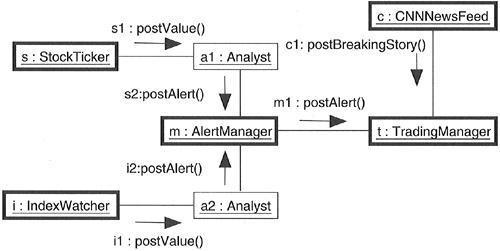 s1 : postValue()
c : CNNNewsFeed
s : StockTicker
a1 : Analyst
c1: postBreakingStory()
s2:postAlert()
m1 : postAlert()
m : AlertManager
t : TradingManager
i2:postAlert()
i : IndexWatcher
a2 : Analyst
i1 : postValue()